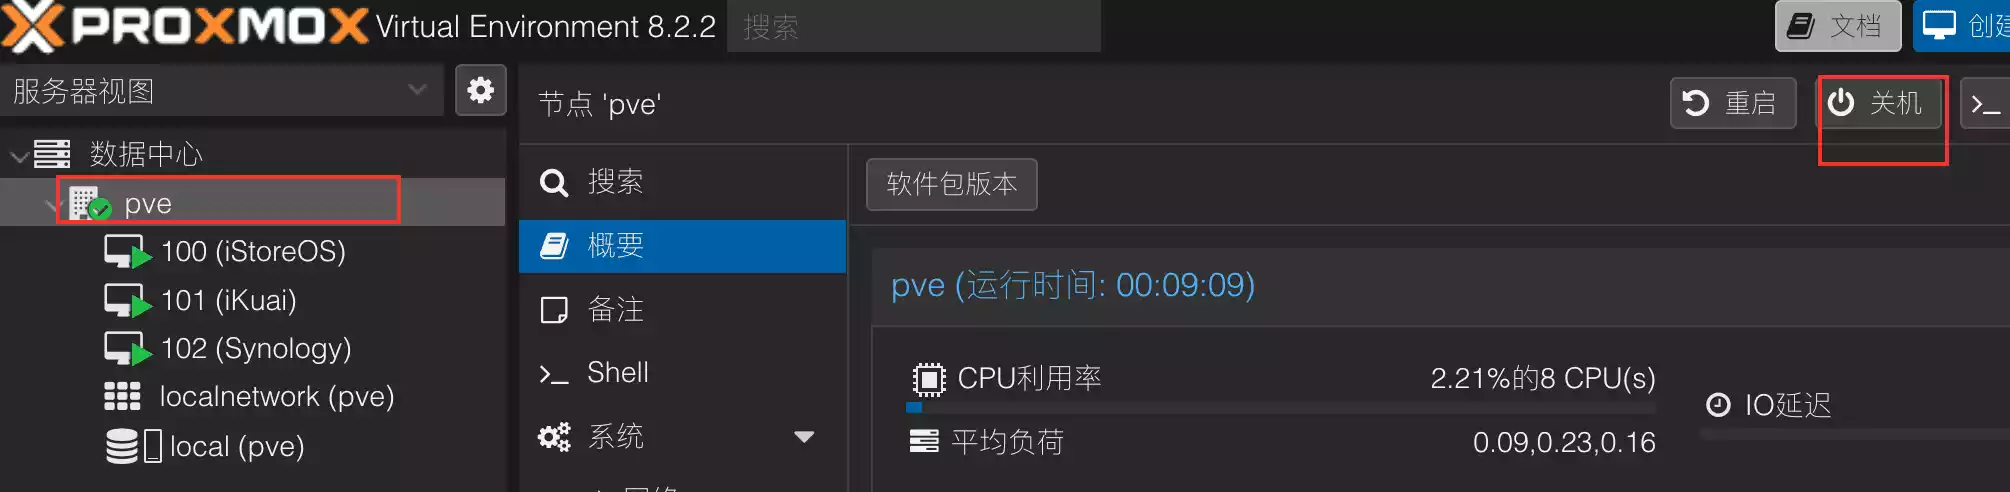 PROXMOX Virtual Environment 8.2.2 搜索 文档
服务器视图
节点 'pve' 重启 关机
数据中心
pve
100 (iStoreOS)
101 (iKuai)
102 (Synology)
localnetwork (pve)
local (pve)
搜索
概要
备注
Shell
系统
软件包版本
pve (运行时间: 00:09:09)
CPU利用率 2.21%的8 CPU(s)
平均负荷 0.09,0.23,0.16
IO延迟